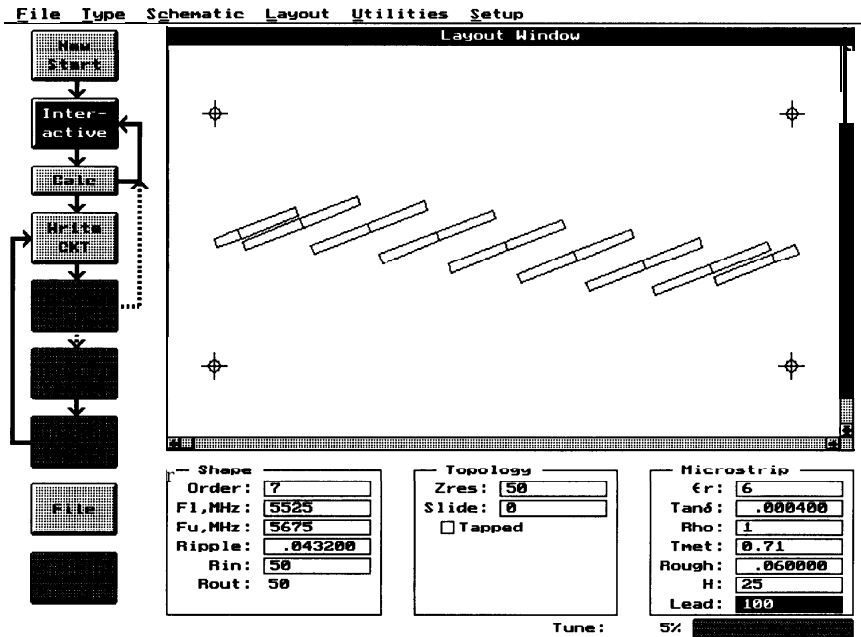 File Type Schematic Layout Utilities Setup
Layout Window
New
Start
Inter-
active
Calc
Write
CKT
File
Shape
Order: 7
Fl,MHz: 5525
Fu,MHz: 5675
Ripple: .043200
Rin: 50
Rout: 50
Topology
Zres: 50
Slide: 0
Tapped
Microstrip
εr: 6
Tanδ: .000400
Rho: 1
Tmet: 0.71
Rough: .060000
H: 25
Lead: 100
Tune: 5%